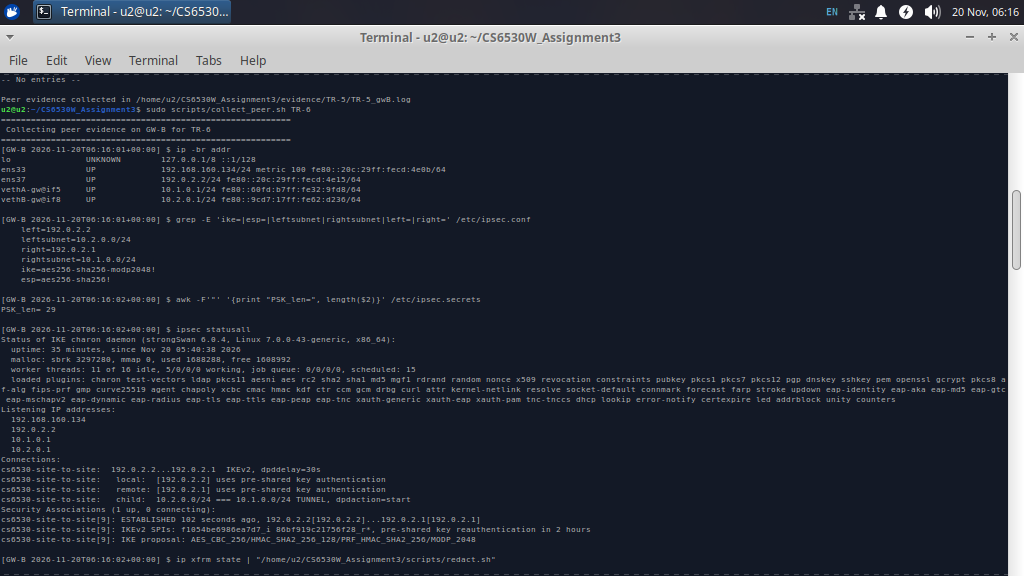 Terminal - u2@u2: ~/CS6530...
EN
20 Nov, 06:16
Terminal - u2@u2: ~/CS6530W_Assignment3
File Edit View Terminal Tabs Help
-- No entries --
Peer evidence collected in /home/u2/CS6530W_Assignment3/evidence/TR-5/TR-5_gwB.log
u2@u2:~/CS6530W_Assignment3$ sudo scripts/collect_peer.sh TR-6
==========================================================
 Collecting peer evidence on GW-B for TR-6
==========================================================
[GW-B 2026-11-20T06:16:01+00:00] $ ip -br addr
lo               UNKNOWN        127.0.0.1/8 ::1/128
ens33            UP             192.168.160.134/24 metric 100 fe80::20c:29ff:fecd:4e0b/64
ens37            UP             192.0.2.2/24 fe80::20c:29ff:fecd:4e15/64
vethA-gw@if5     UP             10.1.0.1/24 fe80::60fd:b7ff:fe32:9fd8/64
vethB-gw@if8     UP             10.2.0.1/24 fe80::9cd7:17ff:fe62:d236/64
[GW-B 2026-11-20T06:16:01+00:00] $ grep -E 'ike=|esp=|leftsubnet|rightsubnet|left=|right=' /etc/ipsec.conf
    left=192.0.2.2
    leftsubnet=10.2.0.0/24
    right=192.0.2.1
    rightsubnet=10.1.0.0/24
    ike=aes256-sha256-modp2048!
    esp=aes256-sha256!
[GW-B 2026-11-20T06:16:02+00:00] $ awk -F'"' '{print "PSK_len=", length($2)}' /etc/ipsec.secrets
PSK_len= 29
[GW-B 2026-11-20T06:16:02+00:00] $ ipsec statusall
Status of IKE charon daemon (strongSwan 6.0.4, Linux 7.0.0-43-generic, x86_64):
  uptime: 35 minutes, since Nov 20 05:40:38 2026
  malloc: sbrk 3297280, mmap 0, used 1688288, free 1608992
  worker threads: 11 of 16 idle, 5/0/0/0 working, job queue: 0/0/0/0, scheduled: 15
  loaded plugins: charon test-vectors ldap pkcs11 aesni aes rc2 sha2 sha1 md5 mgf1 rdrand random nonce x509 revocation constraints pubkey pkcs1 pkcs7 pkcs12 pgp dnskey sshkey pem openssl gcrypt pkcs8 a
f-alg fips-prf gmp curve25519 agent chapoly xcbc cmac hmac kdf ctr ccm gcm drbg curl attr kernel-netlink resolve socket-default connmark forecast farp stroke updown eap-identity eap-aka eap-md5 eap-gtc
 eap-mschapv2 eap-dynamic eap-radius eap-tls eap-ttls eap-peap eap-tnc xauth-generic xauth-eap xauth-pam tnc-tnccs dhcp lookip error-notify certexpire led addrblock unity counters
Listening IP addresses:
  192.168.160.134
  192.0.2.2
  10.1.0.1
  10.2.0.1
Connections:
cs6530-site-to-site:  192.0.2.2...192.0.2.1  IKEv2, dpddelay=30s
cs6530-site-to-site:   local:  [192.0.2.2] uses pre-shared key authentication
cs6530-site-to-site:   remote: [192.0.2.1] uses pre-shared key authentication
cs6530-site-to-site:   child:  10.2.0.0/24 === 10.1.0.0/24 TUNNEL, dpdaction=start
Security Associations (1 up, 0 connecting):
cs6530-site-to-site[9]: ESTABLISHED 102 seconds ago, 192.0.2.2[192.0.2.2]...192.0.2.1[192.0.2.1]
cs6530-site-to-site[9]: IKEv2 SPIs: f1054be6986ea7d7_i 86bf919c21756f28_r*, pre-shared key reauthentication in 2 hours
cs6530-site-to-site[9]: IKE proposal: AES_CBC_256/HMAC_SHA2_256_128/PRF_HMAC_SHA2_256/MODP_2048
[GW-B 2026-11-20T06:16:02+00:00] $ ip xfrm state | "/home/u2/CS6530W_Assignment3/scripts/redact.sh"